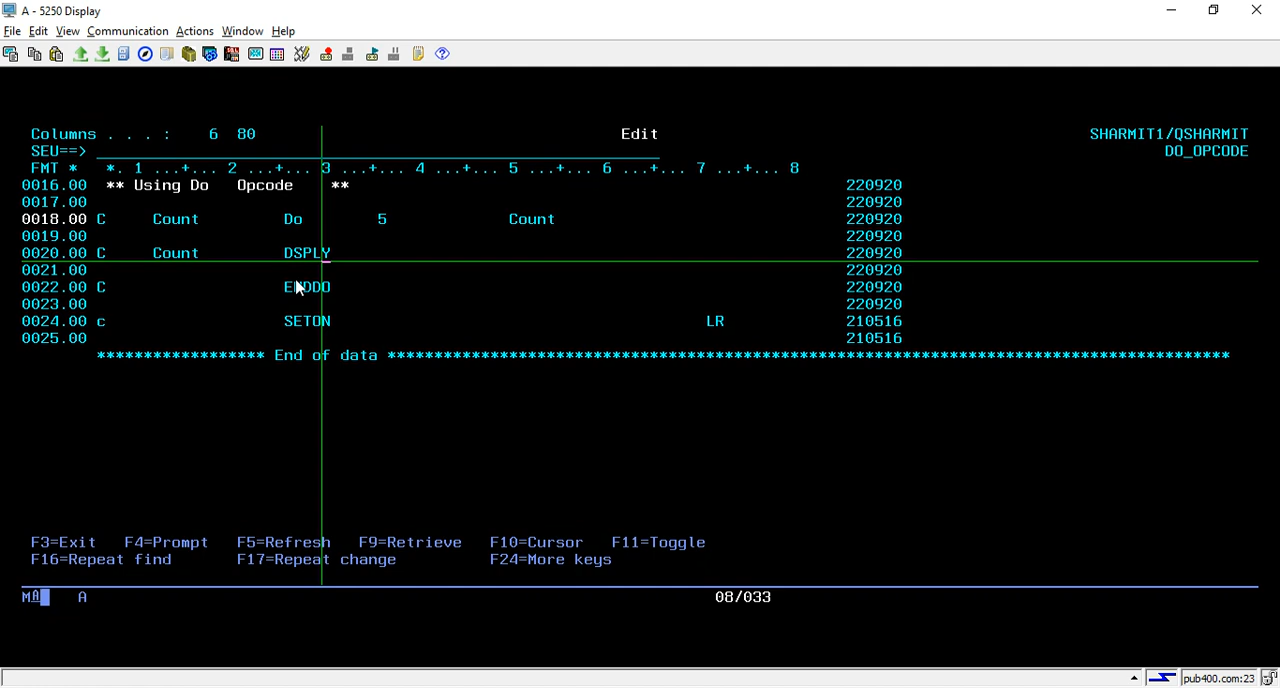 A - 5250 Display
File Edit View Communication Actions Window Help
Columns . . . : 6 80 Edit SHARMIT1/QSHARMIT
SEU==> DO_OPCODE
FMT * *. 1 ...+... 2 ...+... 3 ...+... 4 ...+... 5 ...+... 6 ...+... 7 ...+... 8
0016.00 ** Using Do Opcode ** 220920
0017.00 220920
0018.00 C Count Do 5 Count 220920
0019.00 220920
0020.00 C Count DSPLY 220920
0021.00 220920
0022.00 C ENDDO 220920
0023.00 220920
0024.00 c SETON LR 210516
0025.00 210516
****************** End of data ******************************************************************************************
F3=Exit F4=Prompt F5=Refresh F9=Retrieve F10=Cursor F11=Toggle
F16=Repeat find F17=Repeat change F24=More keys
MA A 08/033
pub400.com:23